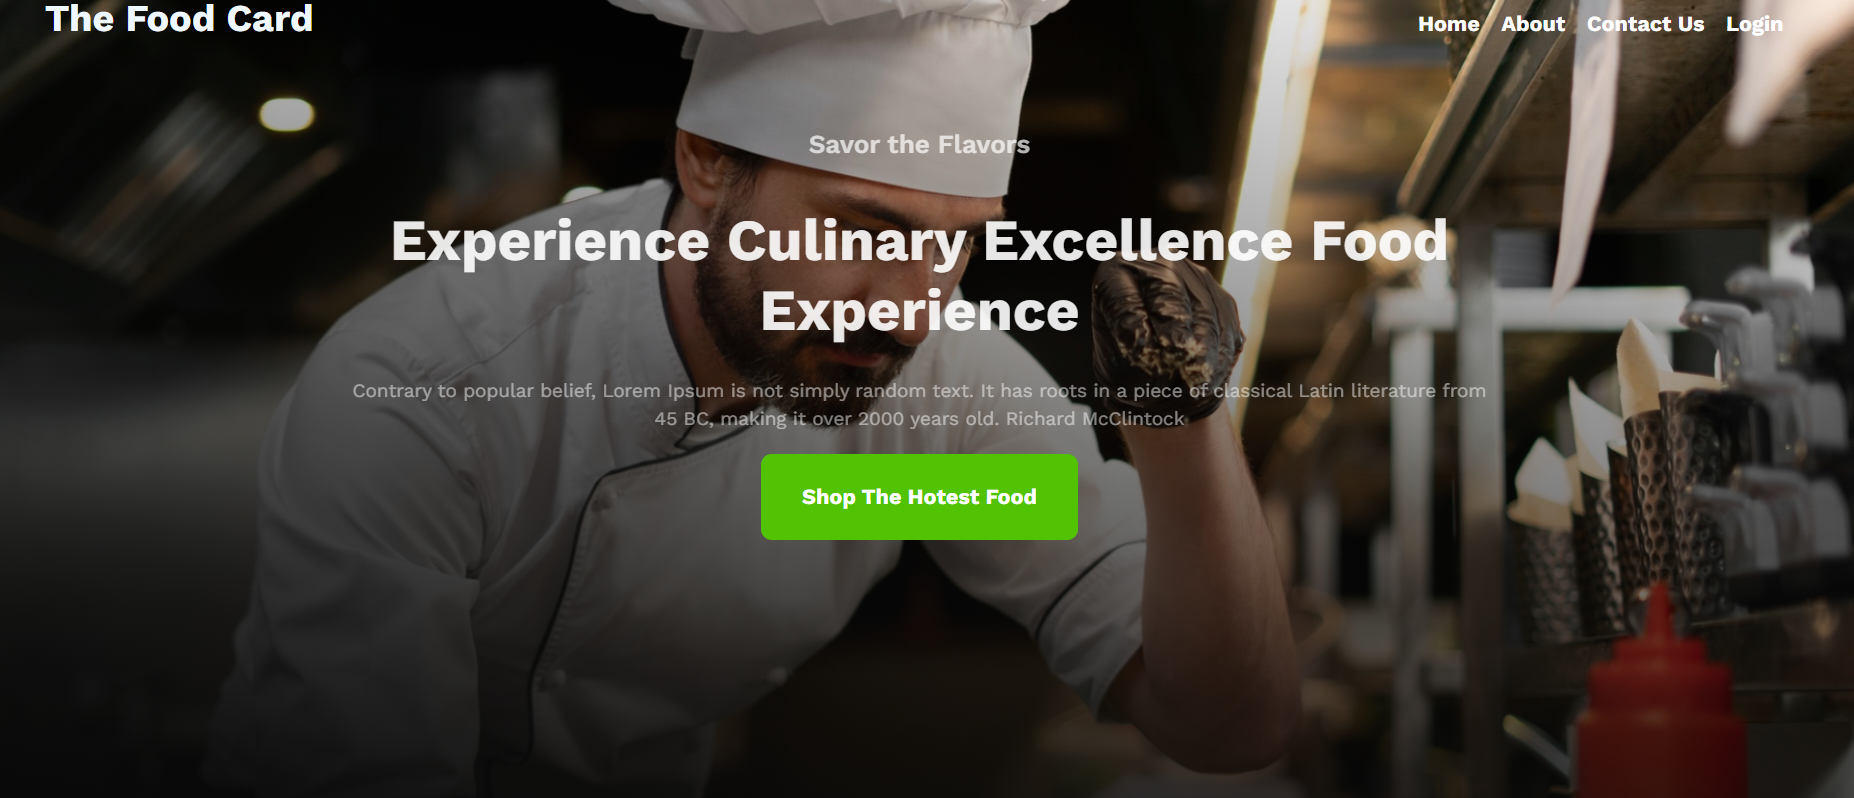 The Food Card
Home About Contact Us Login
Savor the Flavors
Experience Culinary Excellence Food
Experience
Contrary to popular belief, Lorem Ipsum is not simply random text. It has roots in a piece of classical Latin literature from
45 BC, making it over 2000 years old. Richard McClintock
Shop The Hotest Food